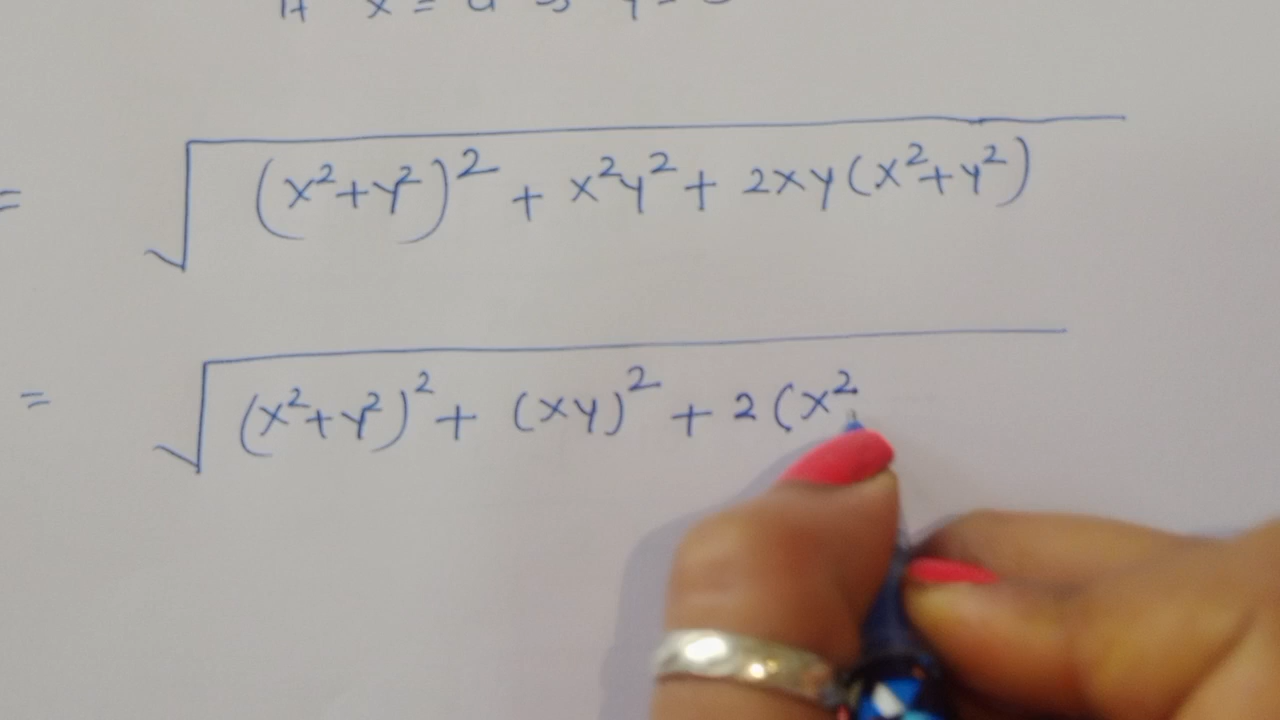 = √(x²+y²)² + x²y² + 2xy(x²+y²)
= √(x²+y²)² + (xy)² + 2(x²